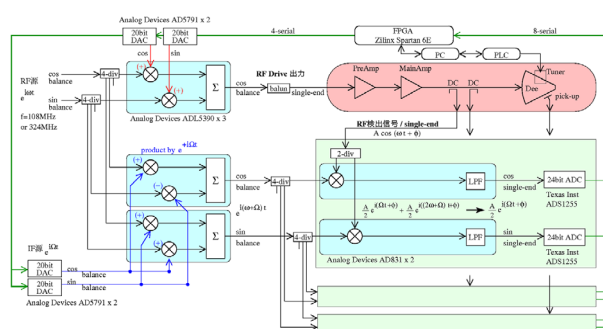 Analog Devices AD5791 x 2
20bit
DAC
20bit
DAC
4-serial
FPGA
Zilinx Spartan 6E
8-serial
PC
PLC
cos
sin
RF源
e^iωt
f=108MHz
or 324MHz
cos
balance
sin
balance
4-div
4-div
(+)
(+)
Σ
Analog Devices ADL5390 x 3
cos
balance
RF Drive 出力
balun
single-end
PreAmp
MainAmp
DC
DC
Dee
Tuner
pick-up
RF検出信号 / single-end
A cos (ωt + φ)
2-div
product by e^+iΩt
(+)
(−)
Σ
cos
balance
4-div
e^i(ω+Ω) t
(+)
(+)
Σ
sin
balance
4-div
LPF
cos
single-end
24bit ADC
Texas Inst
ADS1255
A/2 e^i(Ωt+φ) + A/2 e^i((2ω+Ω) t+φ) → A/2 e^i(Ωt+φ)
LPF
sin
single-end
24bit ADC
Texas Inst
ADS1255
Analog Devices AD831 x 2
IF源 e^iΩt
20bit
DAC
20bit
DAC
cos
balance
sin
balance
Analog Devices AD5791 x 2